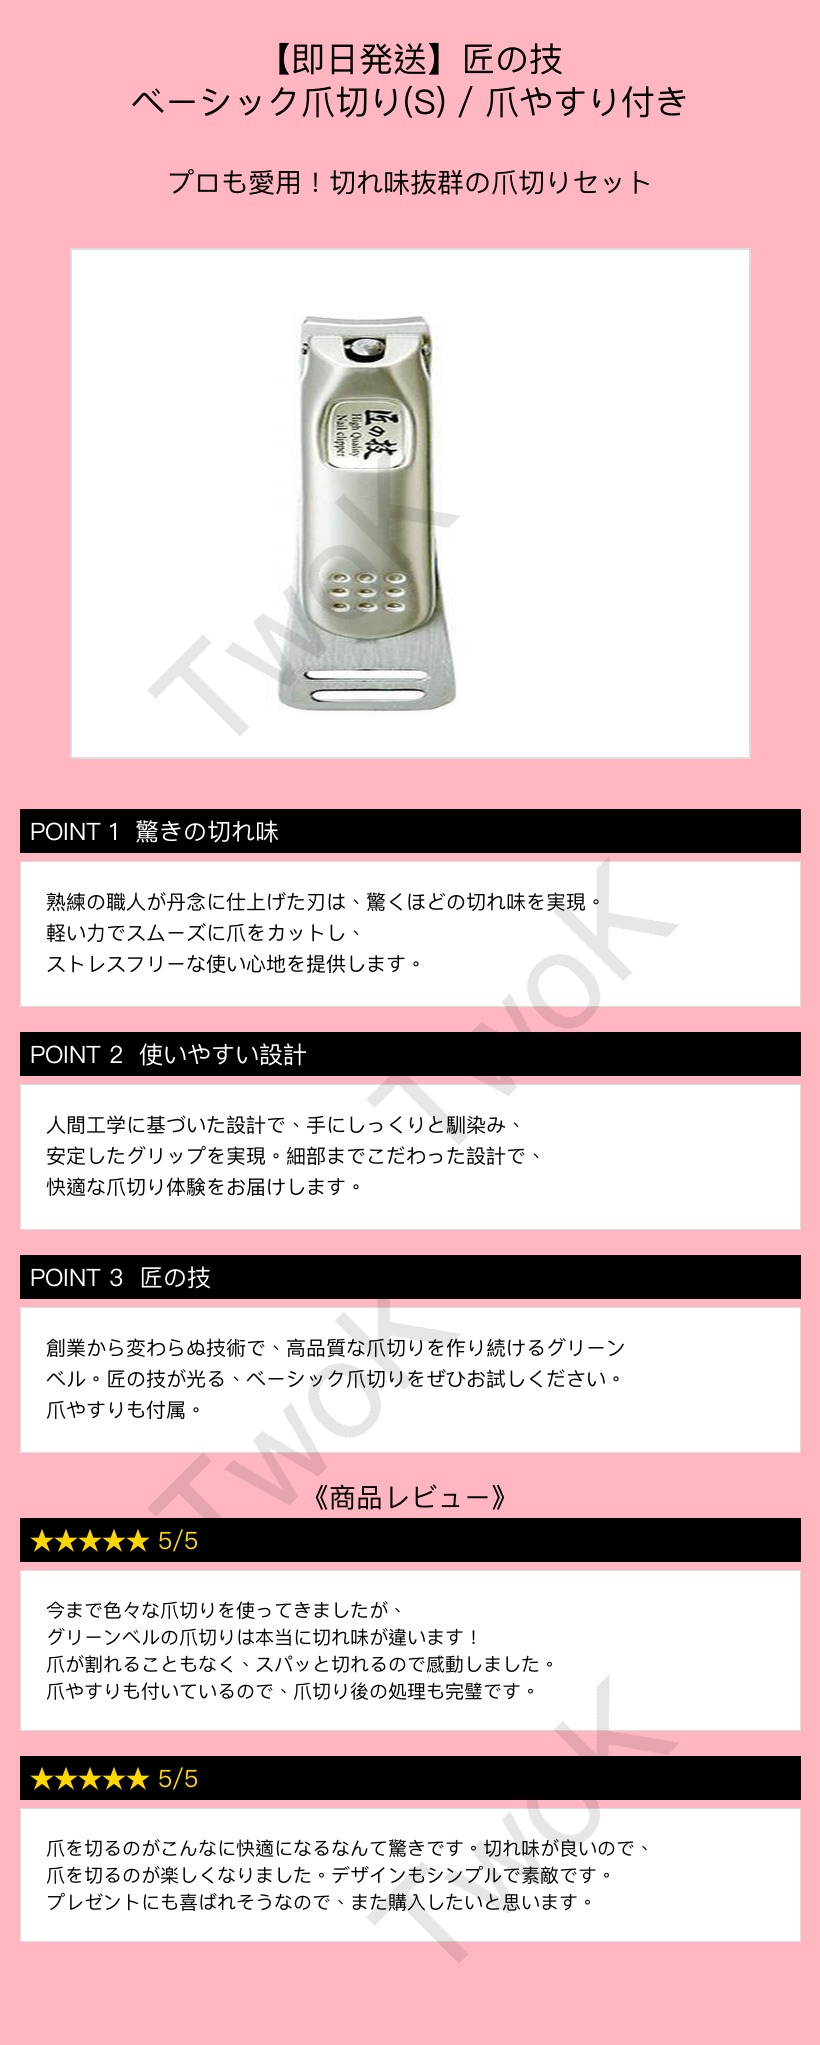 【即日発送】匠の技
ベーシック爪切り(S) / 爪やすり付き
プロも愛用！切れ味抜群の爪切りセット
匠の技
High Quality
Nail clipper
TwoK
POINT 1 驚きの切れ味
熟練の職人が丹念に仕上げた刃は、驚くほどの切れ味を実現。
軽い力でスムーズに爪をカットし、
ストレスフリーな使い心地を提供します。
TwoK
POINT 2 使いやすい設計
人間工学に基づいた設計で、手にしっくりと馴染み、
安定したグリップを実現。細部までこだわった設計で、
快適な爪切り体験をお届けします。
POINT 3 匠の技
創業から変わらぬ技術で、高品質な爪切りを作り続けるグリーン
ベル。匠の技が光る、ベーシック爪切りをぜひお試しください。
爪やすりも付属。
TwoK
《商品レビュー》
★★★★★ 5/5
今まで色々な爪切りを使ってきましたが、
グリーンベルの爪切りは本当に切れ味が違います！
爪が割れることもなく、スパッと切れるので感動しました。
爪やすりも付いているので、爪切り後の処理も完璧です。
★★★★★ 5/5
爪を切るのがこんなに快適になるなんて驚きです。切れ味が良いので、
爪を切るのが楽しくなりました。デザインもシンプルで素敵です。
プレゼントにも喜ばれそうなので、また購入したいと思います。
TwoK